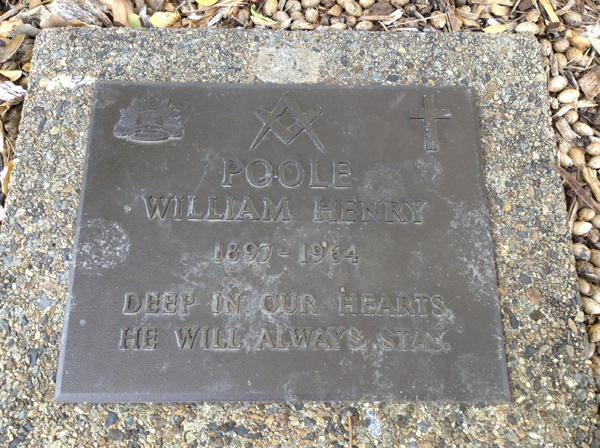 POOLE
WILLIAM HENRY
1897-1964
DEEP IN OUR HEARTS
HE WILL ALWAYS STAY.